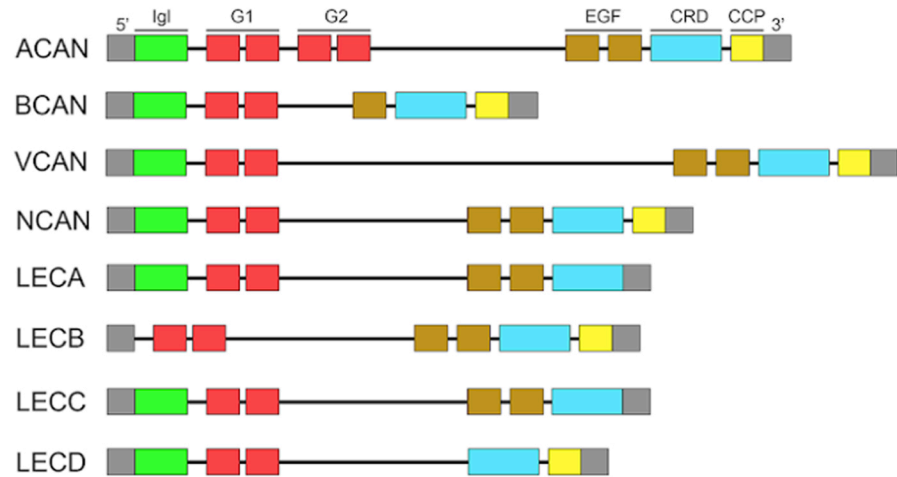 5' IgI G1 G2 EGF CRD CCP 3'
ACAN
BCAN
VCAN
NCAN
LECA
LECB
LECC
LECD